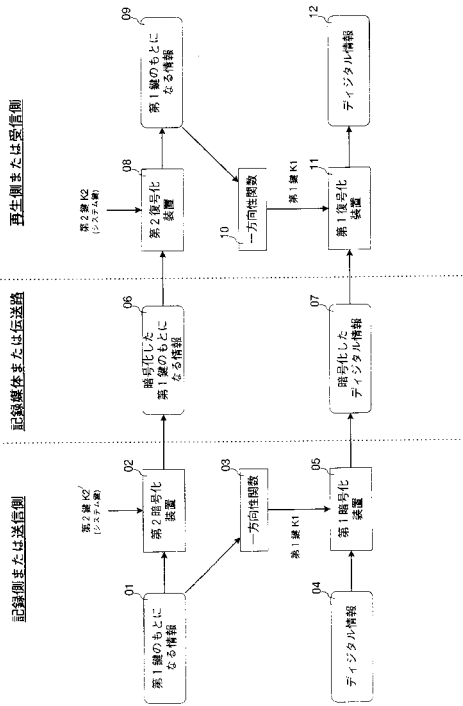 記録側または送信側
記録媒体または伝送路
再生側または受信側
01
第1鍵のもとに
なる情報
第2鍵 K2
(システム鍵)
02
第2暗号化
装置
03
一方向性関数
第1鍵 K1
04
ディジタル情報
05
第1暗号化
装置
06
暗号化した
第1鍵のもとに
なる情報
07
暗号化した
ディジタル情報
第2鍵 K2
(システム鍵)
08
第2復号化
装置
09
第1鍵のもとに
なる情報
10
一方向性関数
第1鍵 K1
11
第1復号化
装置
12
ディジタル情報